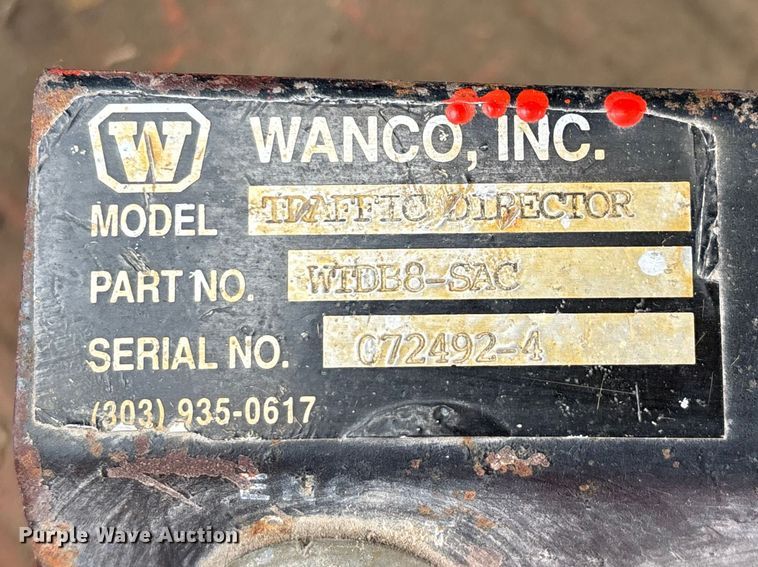 W WANCO, INC.
MODEL TRAFFIC DIRECTOR
PART NO. WTDB8-SAC
SERIAL NO. 072492-4
(303) 935-0617
Purple Wave Auction